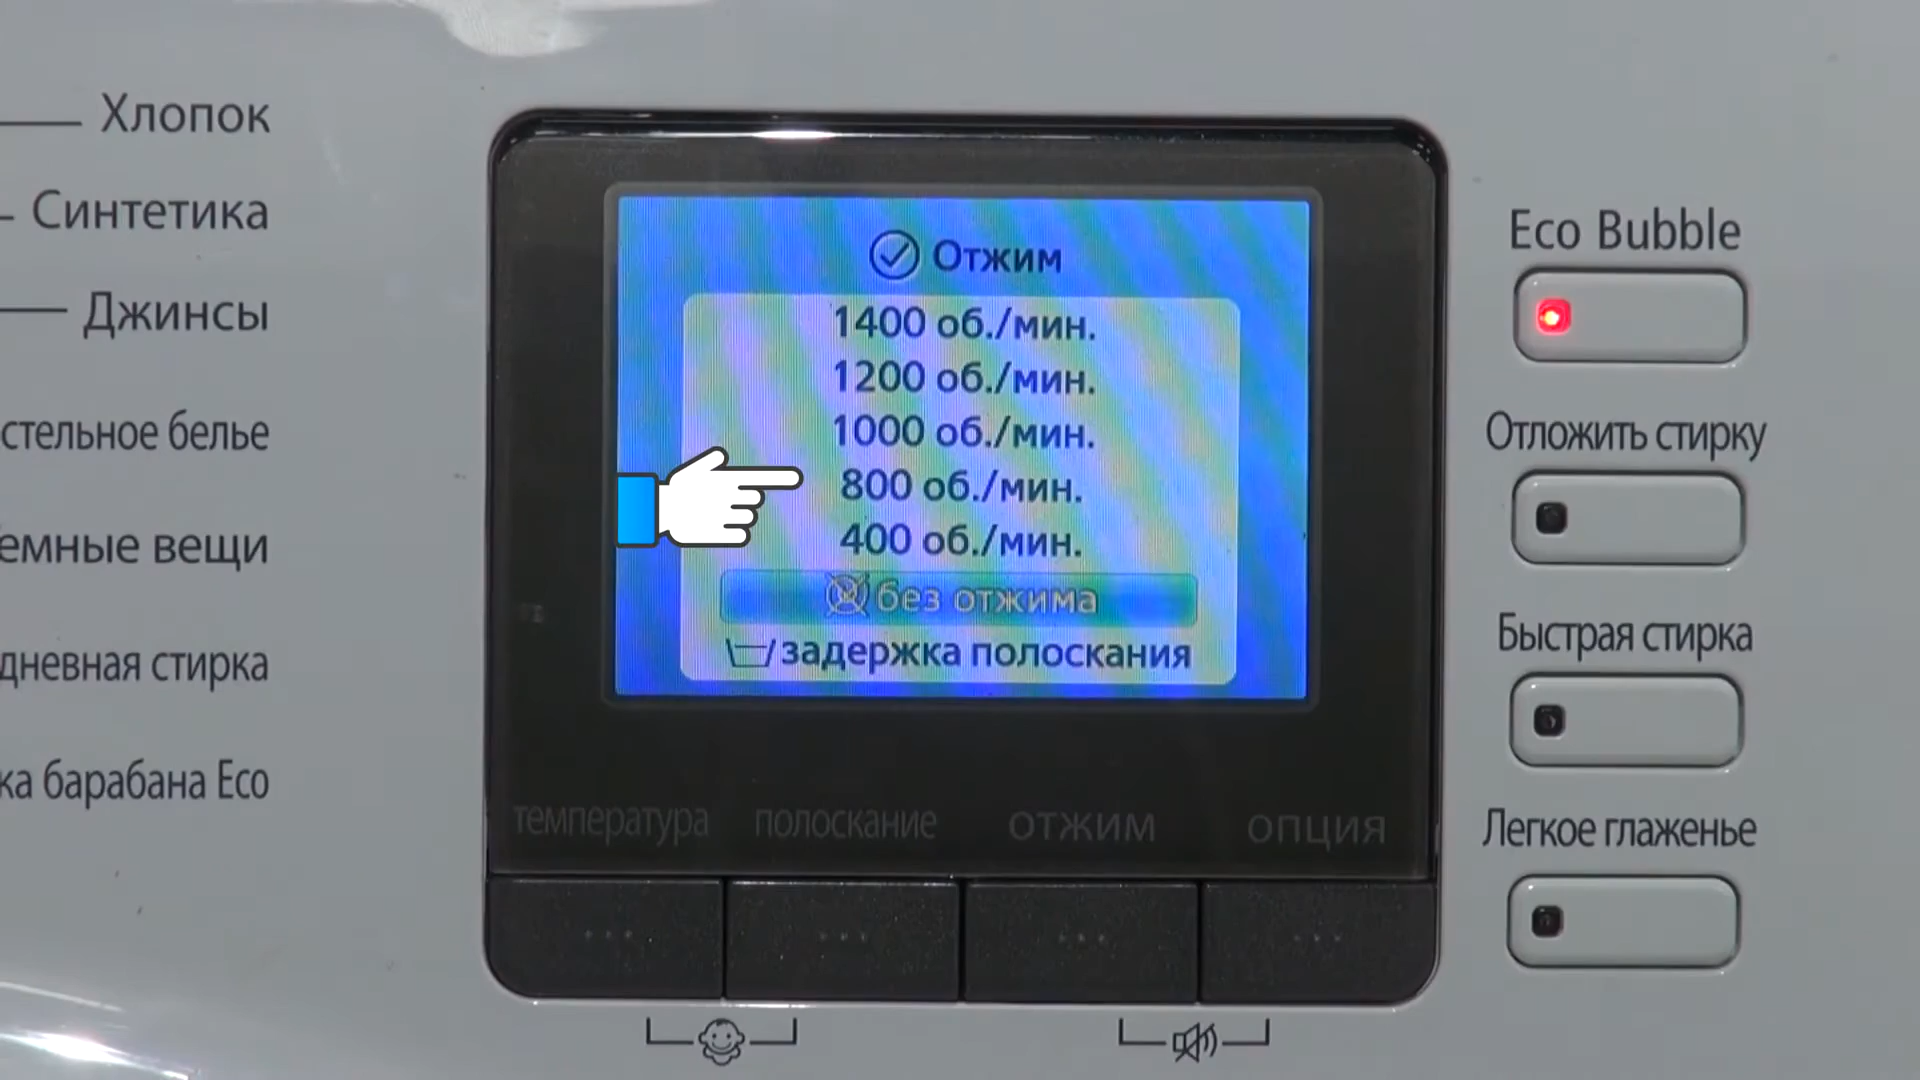 Хлопок
Синтетика
Джинсы
стельное белье
емные вещи
дневная стирка
ка барабана Eco
Отжим
1400 об./мин.
1200 об./мин.
1000 об./мин.
800 об./мин.
400 об./мин.
без отжима
задержка полоскания
температура
полоскание
отжим
опция
Eco Bubble
Отложить стирку
Быстрая стирка
Легкое глаженье